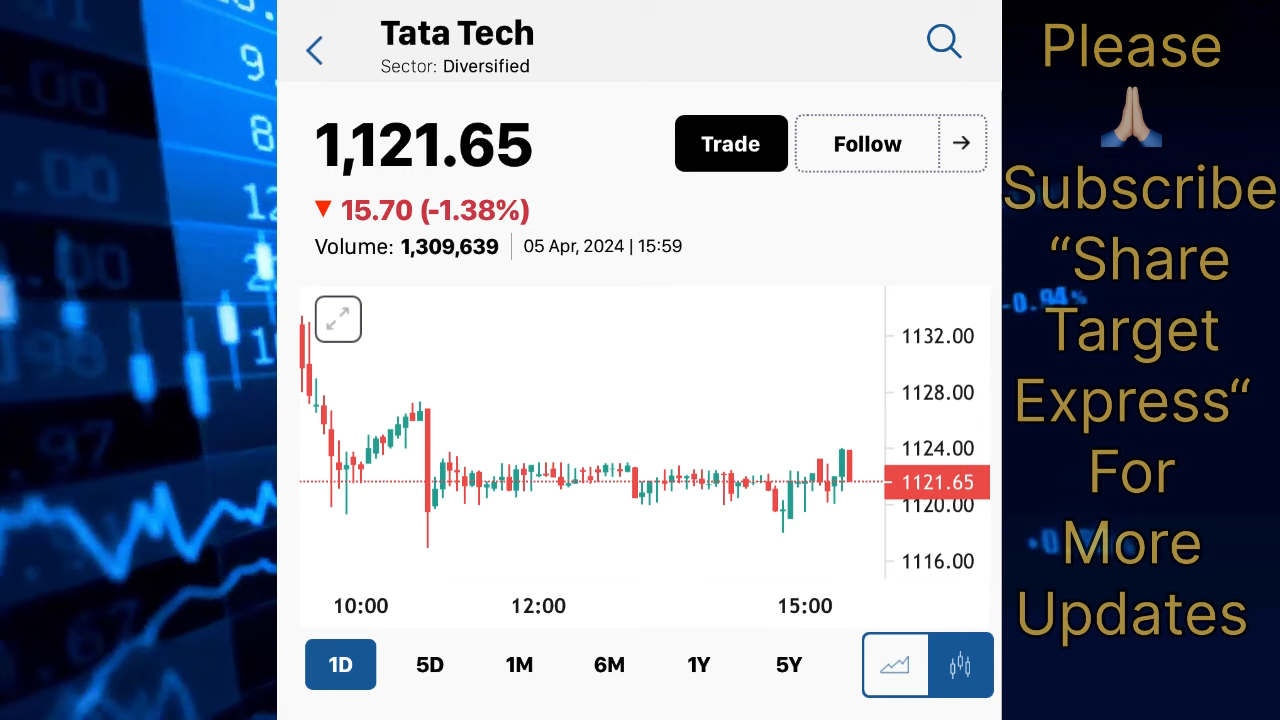 Tata Tech
Sector: Diversified
1,121.65
Trade
Follow
15.70 (-1.38%)
Volume: 1,309,639
05 Apr, 2024 | 15:59
1132.00
1128.00
1124.00
1121.65
1120.00
1116.00
10:00 12:00 15:00
1D 5D 1M 6M 1Y 5Y
Please
Subscribe
“Share
Target
Express“
For
More
Updates
-0.94%